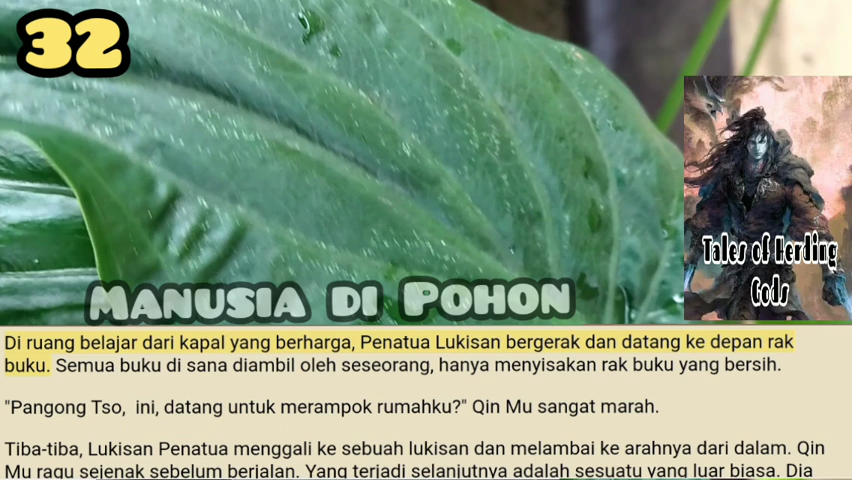 32
Tales of Herding
Gods
MANUSIA DI POHON
Di ruang belajar dari kapal yang berharga, Penatua Lukisan bergerak dan datang ke depan rak
buku. Semua buku di sana diambil oleh seseorang, hanya menyisakan rak buku yang bersih.
"Pangong Tso,  ini, datang untuk merampok rumahku?" Qin Mu sangat marah.
Tiba-tiba, Lukisan Penatua menggali ke sebuah lukisan dan melambai ke arahnya dari dalam. Qin
Mu ragu sejenak sebelum berjalan. Yang terjadi selanjutnya adalah sesuatu yang luar biasa. Dia